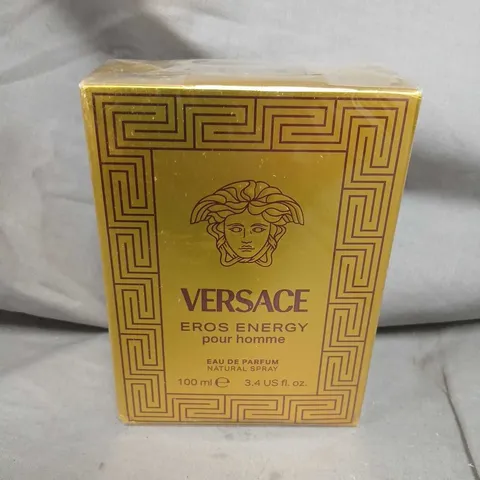 VERSACE
EROS ENERGY
pour homme
EAU DE PARFUM
NATURAL SPRAY
100 ml ℮ 3.4 US fl. oz.